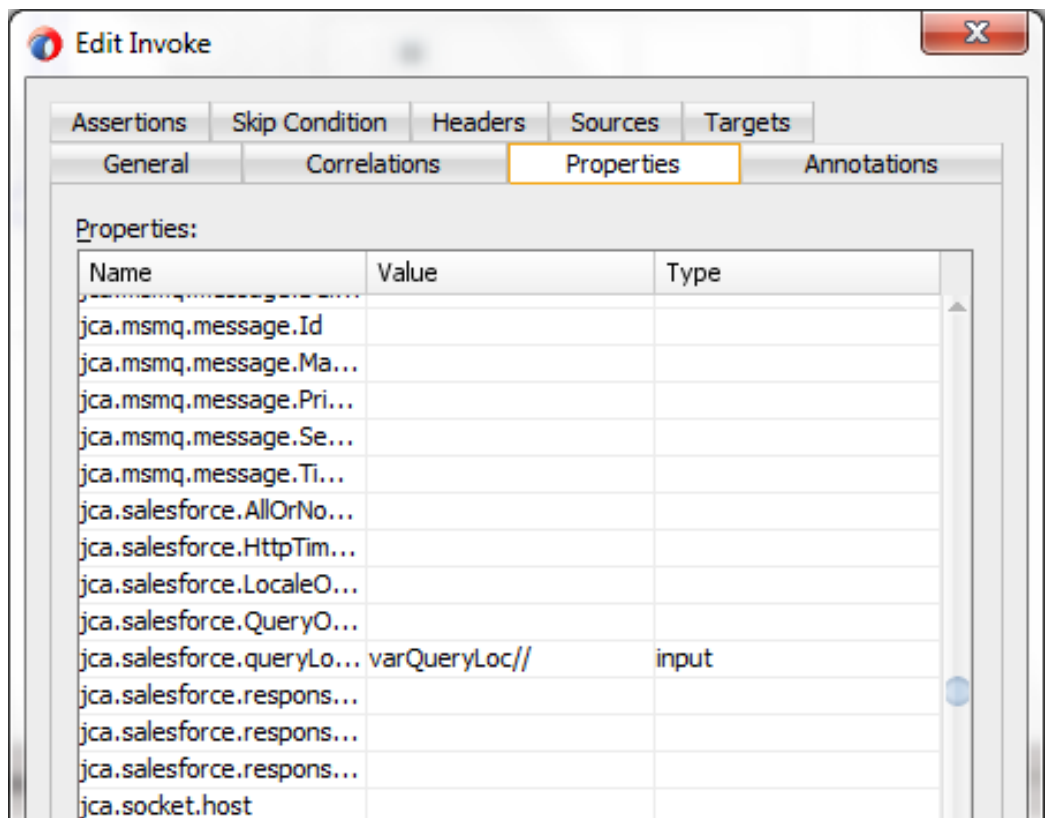 Edit Invoke
Assertions Skip Condition Headers Sources Targets
General Correlations Properties Annotations
Properties:
Name Value Type
jca.msmq.message.Id
jca.msmq.message.Ma...
jca.msmq.message.Pri...
jca.msmq.message.Se...
jca.msmq.message.Ti...
jca.salesforce.AllOrNo...
jca.salesforce.HttpTim...
jca.salesforce.LocaleO...
jca.salesforce.QueryO...
jca.salesforce.queryLo... varQueryLoc// input
jca.salesforce.respons...
jca.salesforce.respons...
jca.salesforce.respons...
jca.socket.host